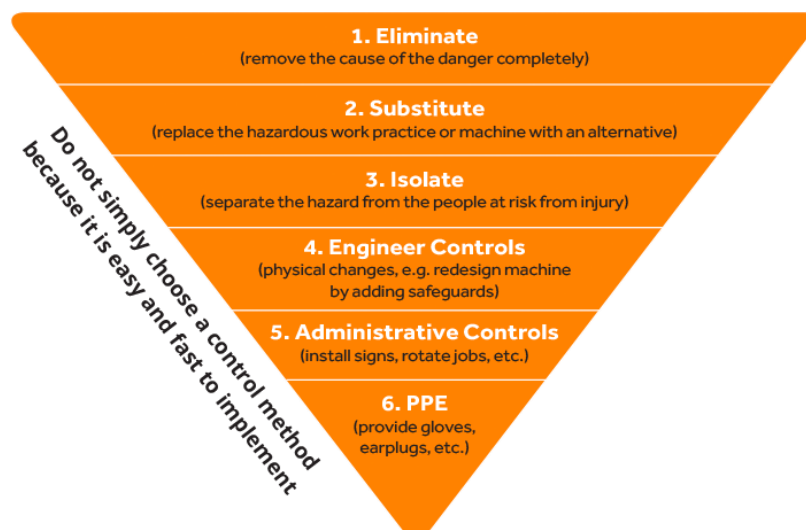 1. Eliminate
(remove the cause of the danger completely)
2. Substitute
(replace the hazardous work practice or machine with an alternative)
3. Isolate
(separate the hazard from the people at risk from injury)
4. Engineer Controls
(physical changes, e.g. redesign machine
by adding safeguards)
5. Administrative Controls
(install signs, rotate jobs, etc.)
6. PPE
(provide gloves,
earplugs, etc.)
Do not simply choose a control method
because it is easy and fast to implement